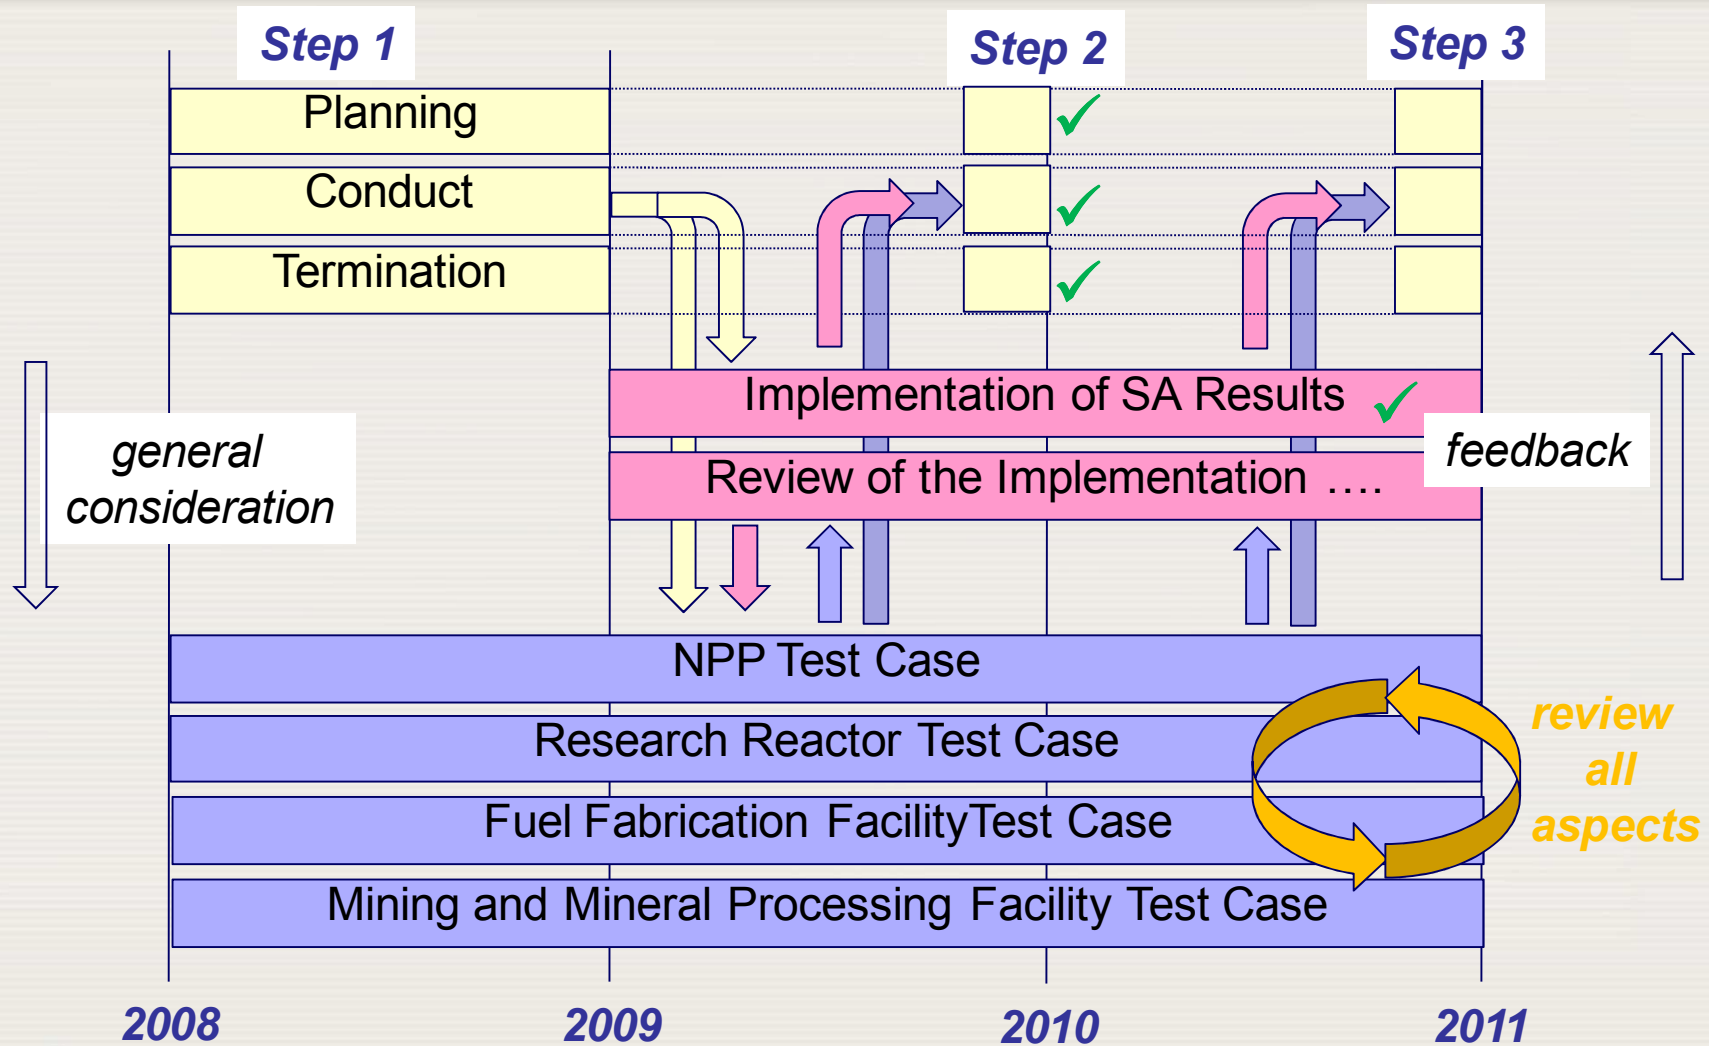 Step 1
Step 2
Step 3
Planning
Conduct
Termination
Implementation of SA Results
general
consideration
feedback
Review of the Implementation ....
NPP Test Case
Research Reactor Test Case
review
all
aspects
Fuel Fabrication FacilityTest Case
Mining and Mineral Processing Facility Test Case
2008
2009
2010
2011